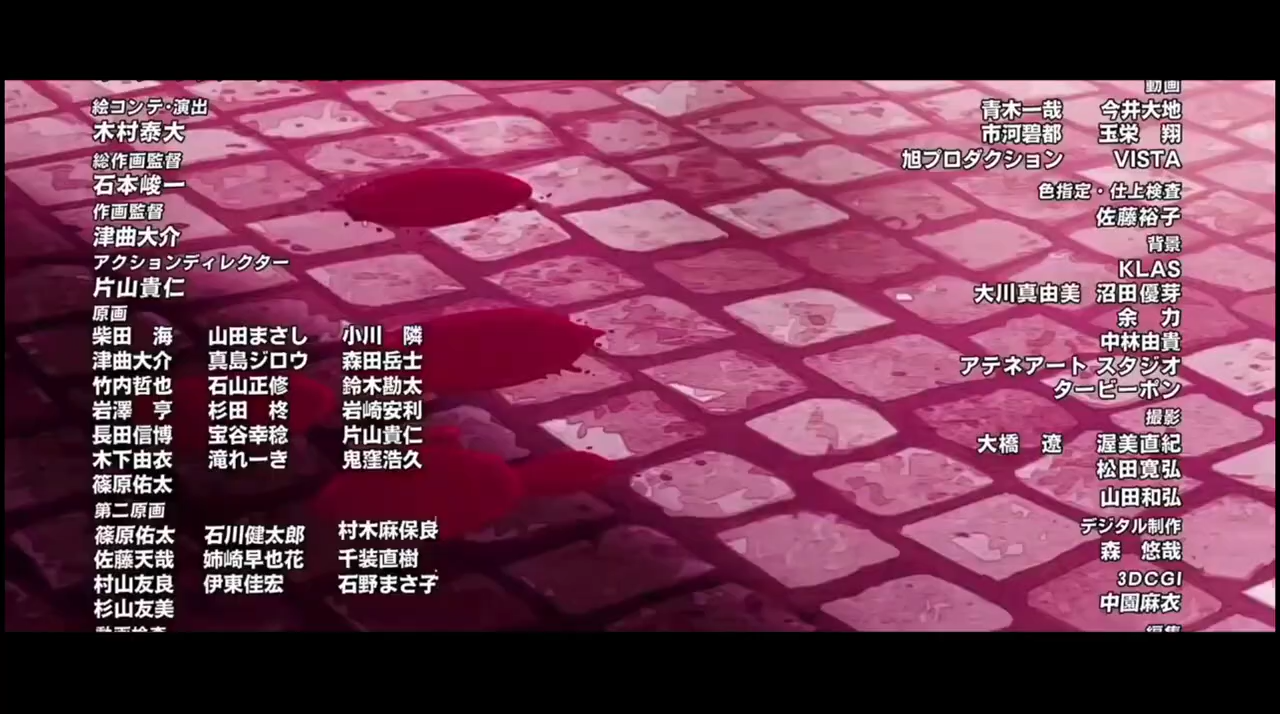 絵コンテ・演出
木村泰大
総作画監督
石本峻一
作画監督
津曲大介
アクションディレクター
片山貴仁
原画
柴田　海　山田まさし　小川　隣
津曲大介　真島ジロウ　森田岳士
竹内哲也　石山正修　鈴木勘太
岩澤　亨　杉田　柊　岩崎安利
長田信博　宝谷幸稔　片山貴仁
木下由衣　滝れーき　鬼窪浩久
篠原佑太
第二原画
篠原佑太　石川健太郎　村木麻保良
佐藤天哉　姉崎早也花　千装直樹
村山友良　伊東佳宏　石野まさ子
杉山友美
動画検査
動画
青木一哉　今井大地
市河碧都　玉栄　翔
旭プロダクション　VISTA
色指定・仕上検査
佐藤裕子
背景
KLAS
大川真由美　沼田優芽
余　力
中林由貴
アテネアート スタジオ
タービーポン
撮影
大橋　遼　渥美直紀
松田寛弘
山田和弘
デジタル制作
森　悠哉
3DCGI
中園麻衣
編集